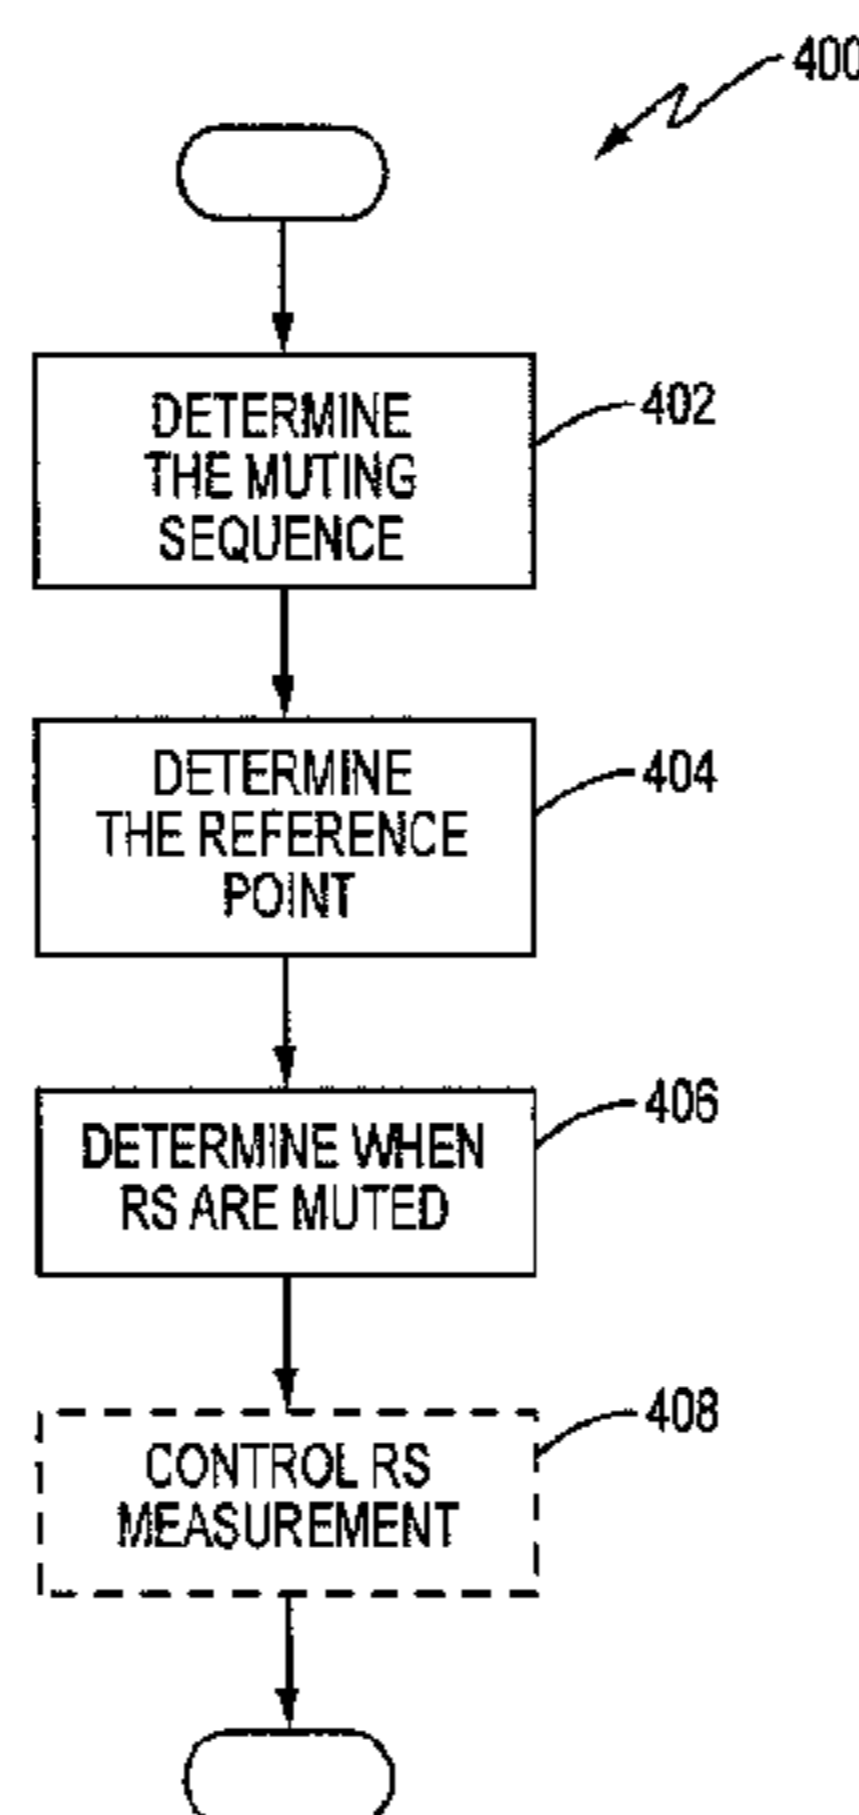 400
DETERMINE
THE MUTING
SEQUENCE
402
DETERMINE
THE REFERENCE
POINT
404
DETERMINE WHEN
RS ARE MUTED
406
CONTROL RS
MEASUREMENT
408